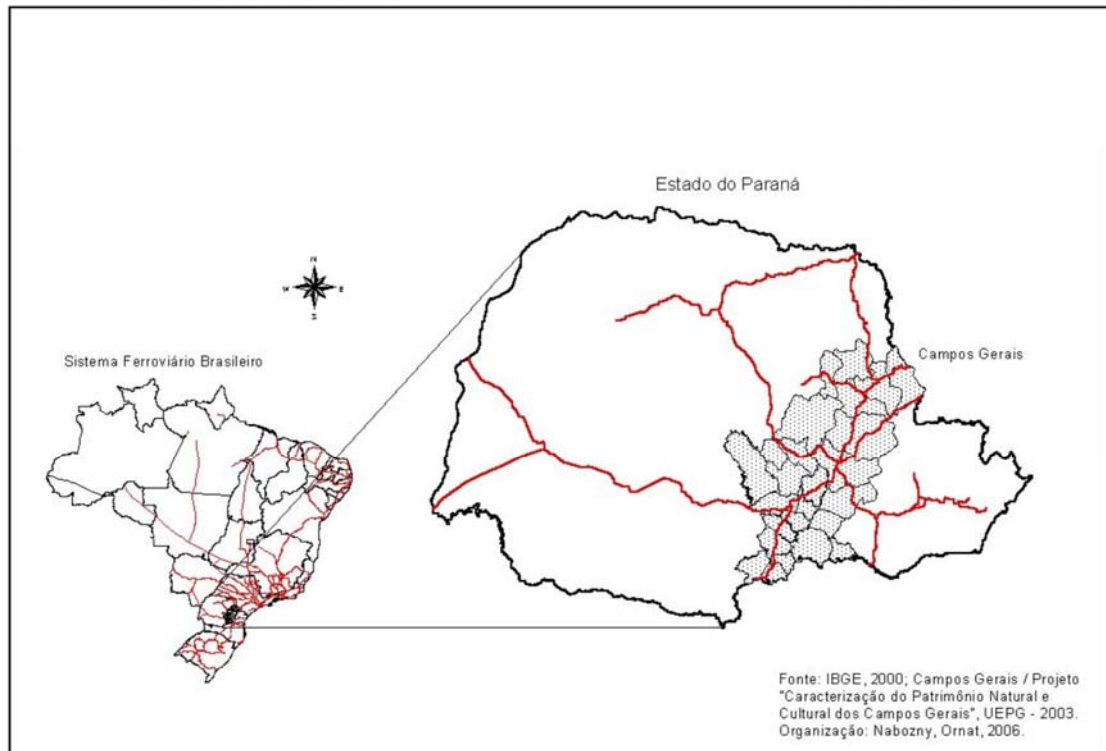 Estado do Paraná
N
W E
S
Sistema Ferroviário Brasileiro
Campos Gerais
Fonte: IBGE, 2000; Campos Gerais / Projeto
"Caracterização do Patrimônio Natural e
Cultural dos Campos Gerais", UEPG - 2003.
Organização: Nabozny, Ornat, 2006.